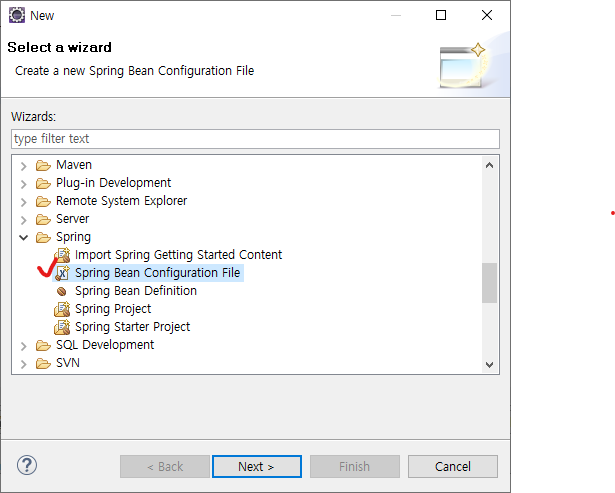 New
Select a wizard
Create a new Spring Bean Configuration File
Wizards:
type filter text
Maven
Plug-in Development
Remote System Explorer
Server
Spring
Import Spring Getting Started Content
Spring Bean Configuration File
Spring Bean Definition
Spring Project
Spring Starter Project
SQL Development
SVN
? < Back Next > Finish Cancel